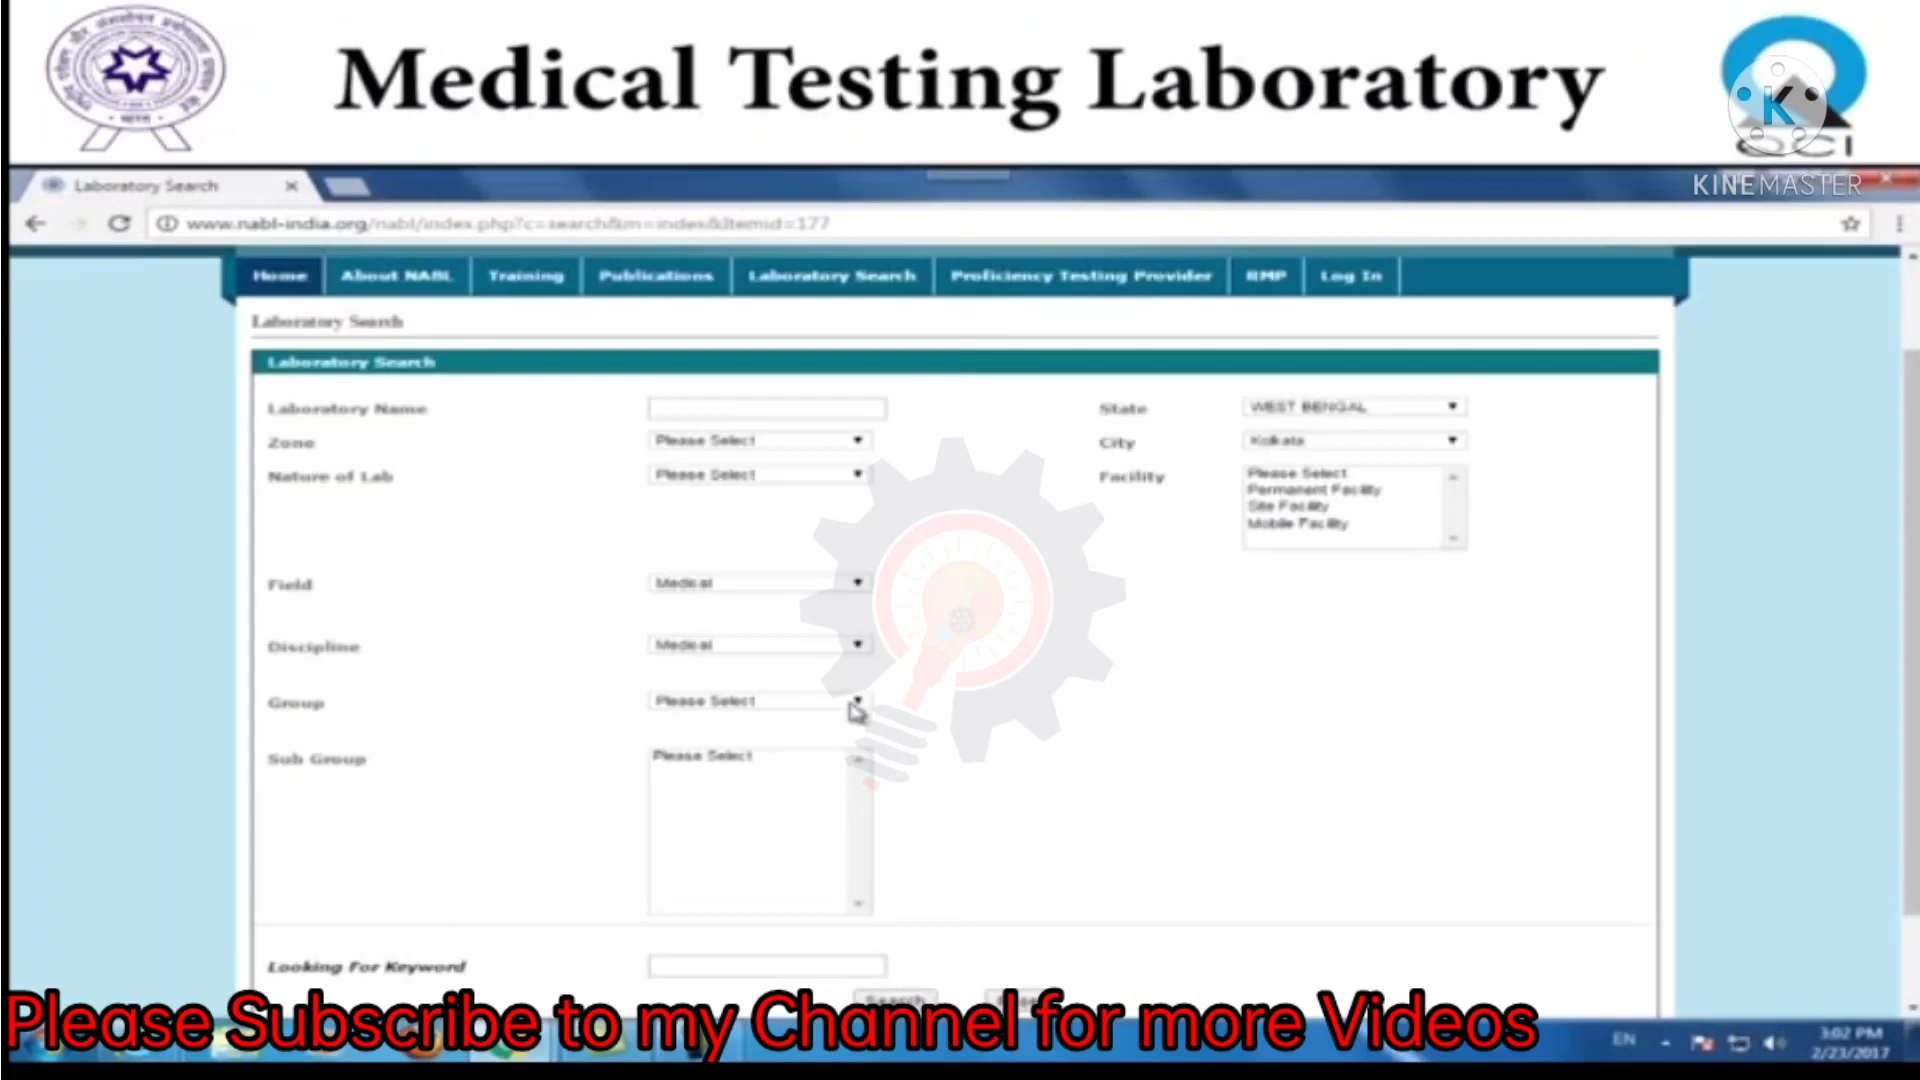 Medical Testing Laboratory
QCI
भारत
KINEMASTER
Laboratory Search
www.nabl-india.org/nabl/index.php?c=search&m=index&Itemid=177
Home About NABL Training Publications Laboratory Search Proficiency Testing Provider RMP Log In
Laboratory Search
Laboratory Search
Laboratory Name State WEST BENGAL
Zone Please Select City Kolkata
Nature of Lab Please Select Facility Please Select
Permanent Facility
Site Facility
Mobile Facility
Field Medical
Discipline Medical
Group Please Select
Sub Group Please Select
Looking For Keyword
Search
Please Subscribe to my Channel for more Videos
EN 3:02 PM
2/23/2017